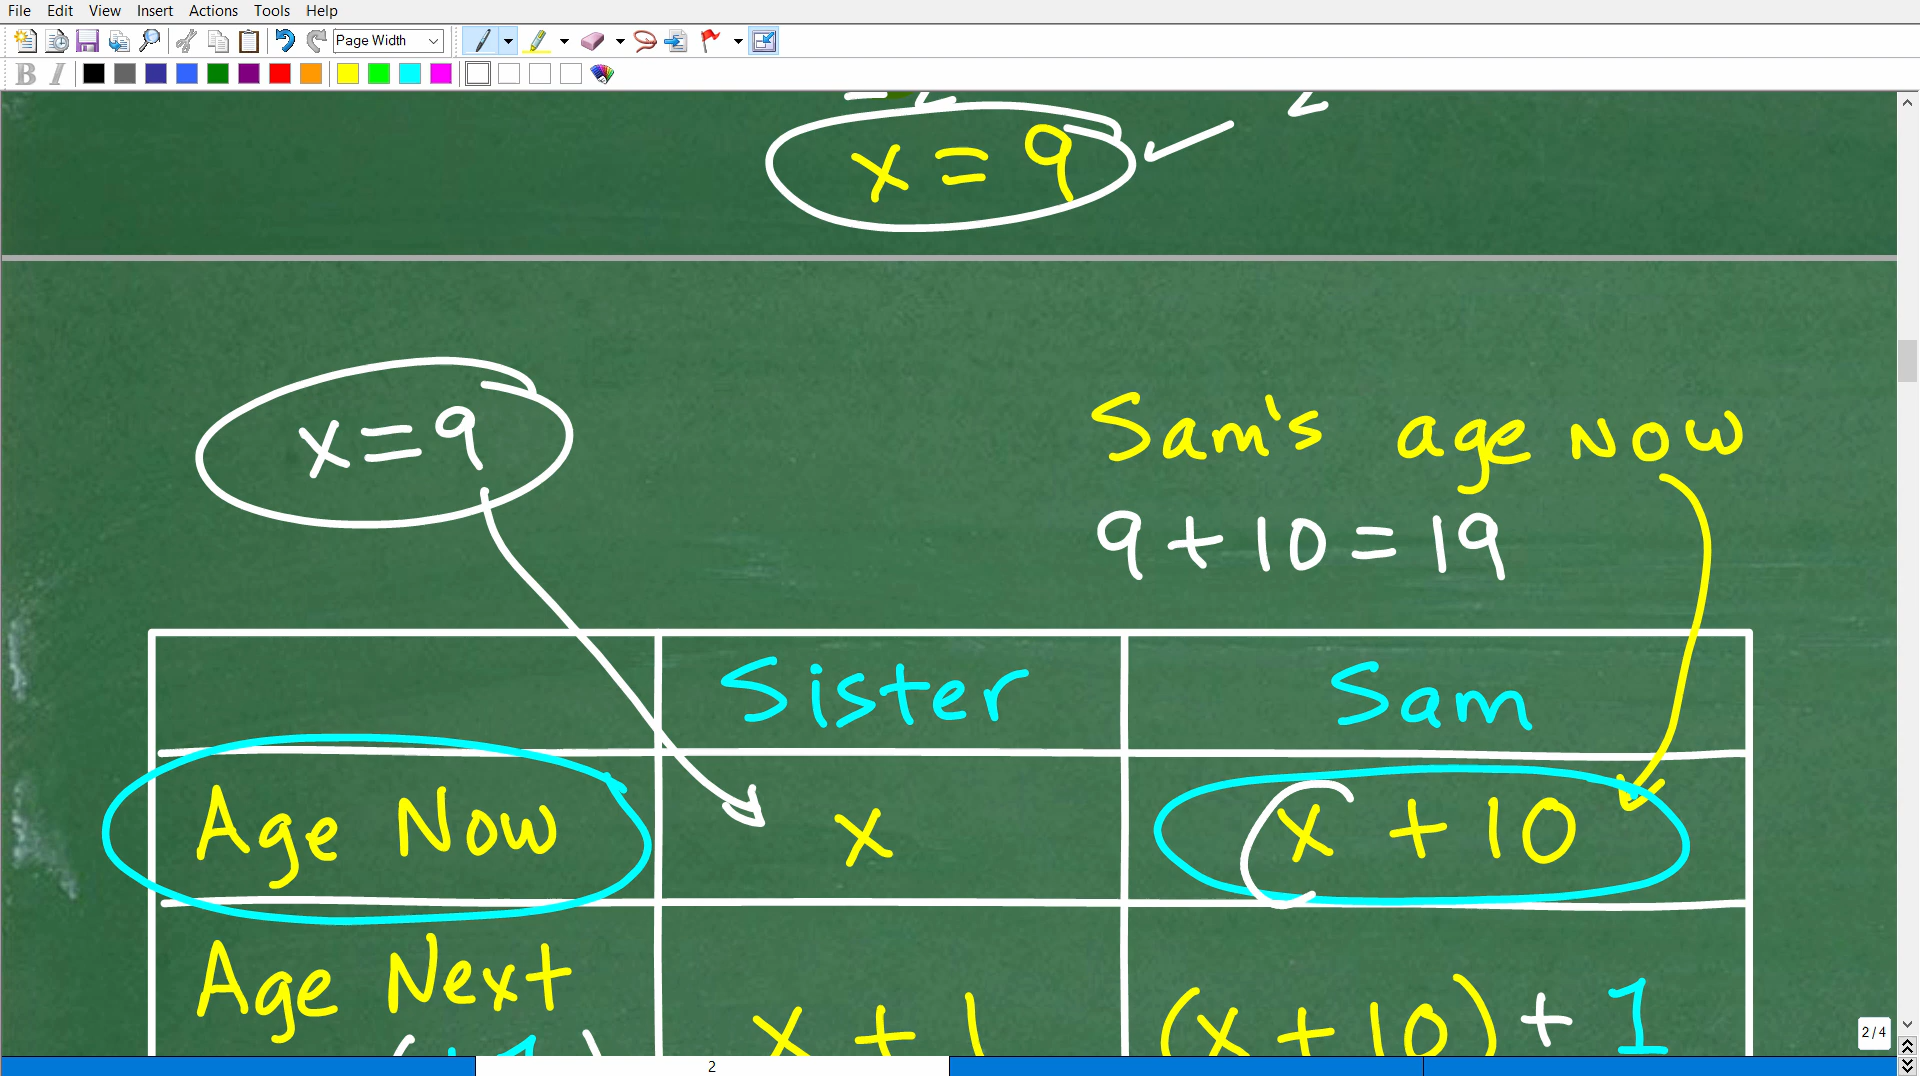 File Edit View Insert Actions Tools Help
Page Width
B I
x = 9
x = 9
Sam's age Now
9 + 10 = 19
Sister Sam
Age Now x x + 10
Age Next x + 1 (x + 10) + 1
2 / 4
2